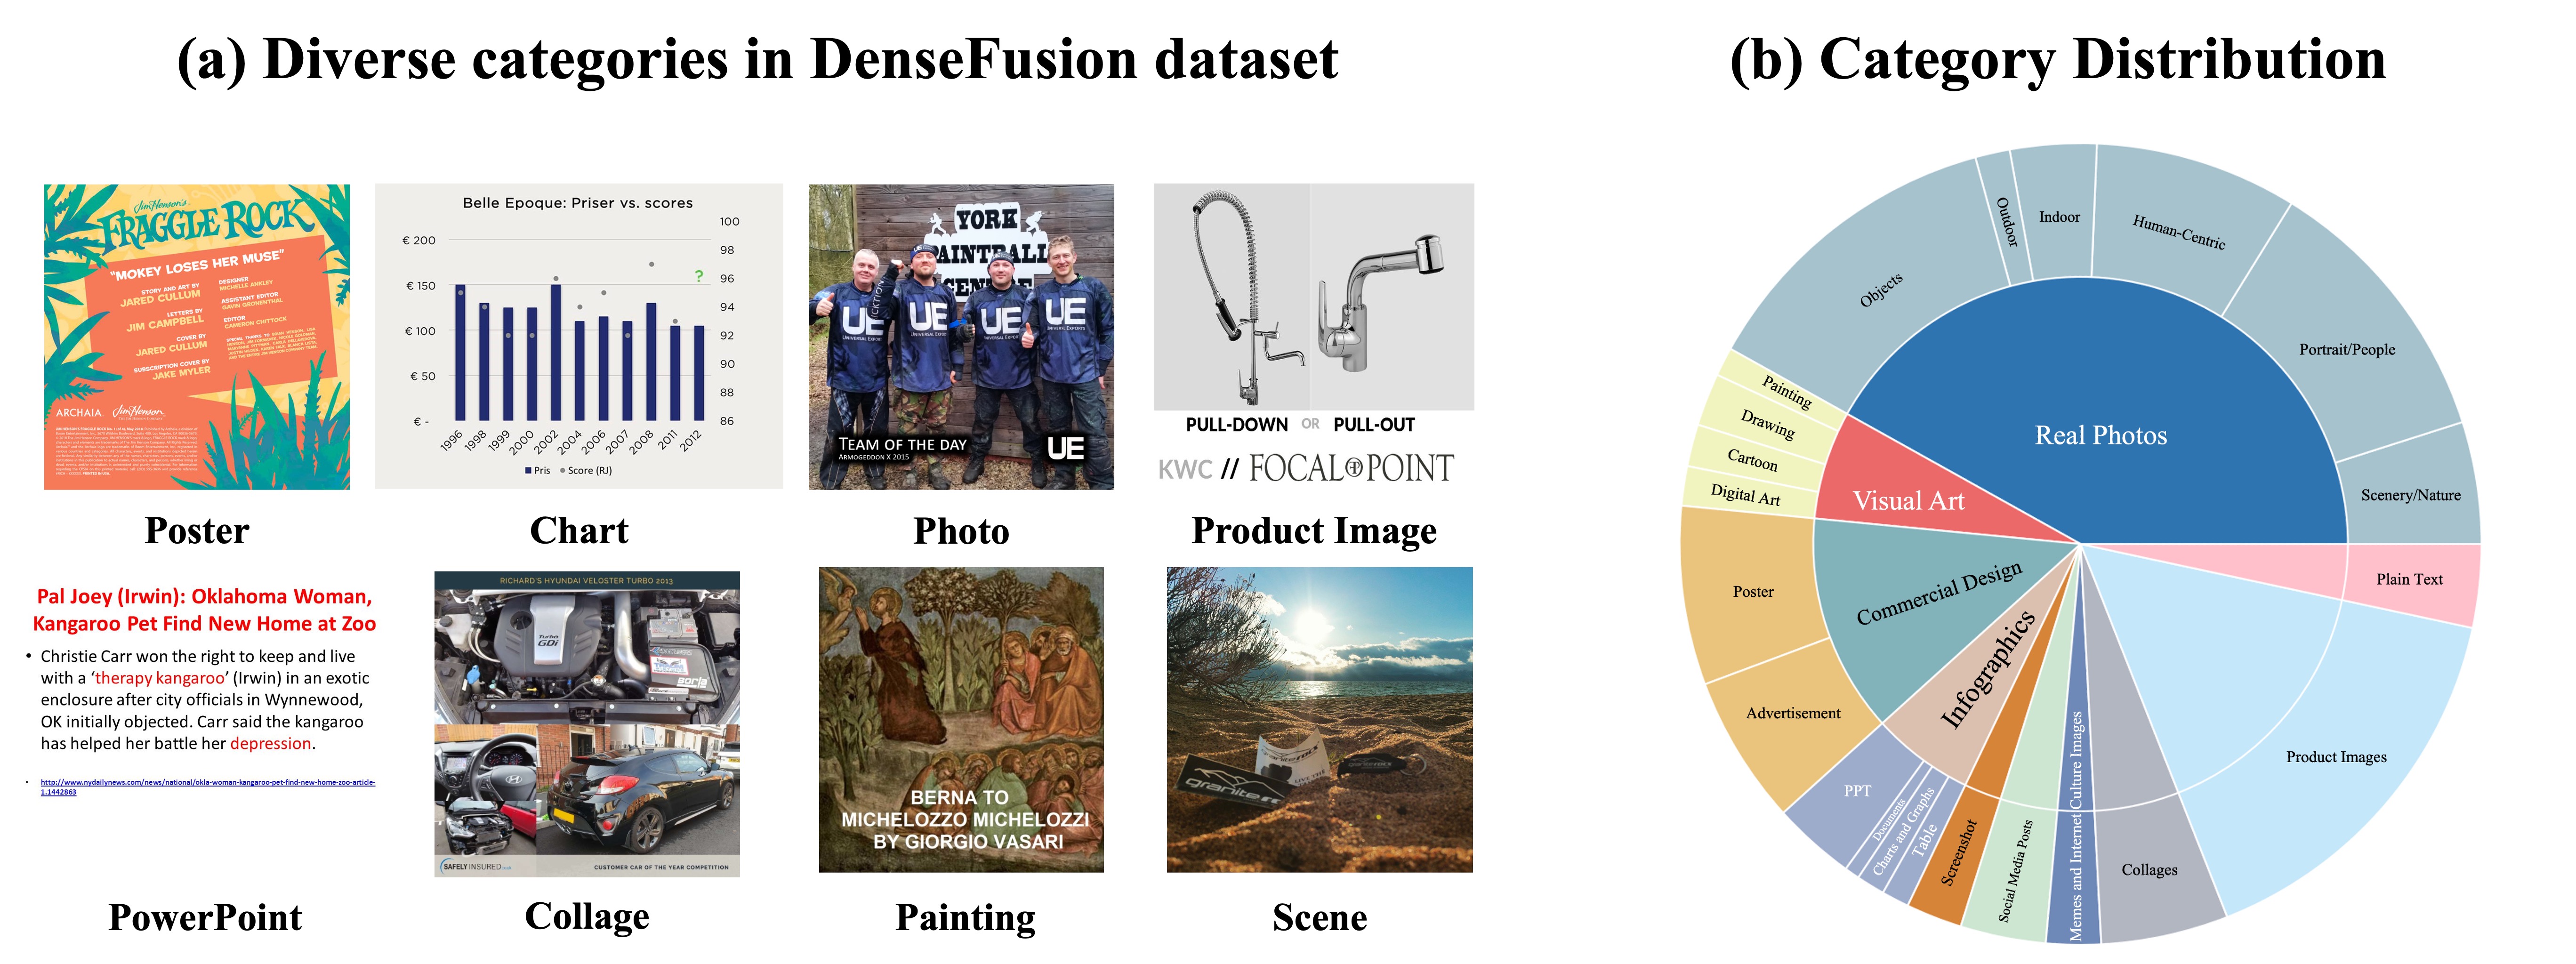 (a) Diverse categories in DenseFusion dataset
(b) Category Distribution
Jim Henson's
FRAGGLE ROCK
"MOKEY LOSES HER MUSE"
STORY AND ART BY
JARED CULLUM
LETTERS BY
JIM CAMPBELL
COVER BY
JARED CULLUM
SUBSCRIPTION COVER BY
JAKE MYLER
DESIGNER
MICHELLE ANKLEY
ASSISTANT EDITOR
GAVIN GRONENTHAL
EDITOR
CAMERON CHITTOCK
ARCHAIA
Jim Henson
Poster
Belle Epoque: Priser vs. scores
€ 200
€ 150
€ 100
€ 50
€ -
100
98
96
94
92
90
88
86
?
1996
1998
1999
2000
2002
2004
2006
2007
2008
2011
2012
Pris
Score (RJ)
Chart
YORK
PAINTBALL
CENTRE
UE
UNIVERSAL EXPORTS
TEAM OF THE DAY
ARMOGEDDON X 2015
UE
Photo
PULL-DOWN OR PULL-OUT
KWC // FOCAL POINT
Product Image
Pal Joey (Irwin): Oklahoma Woman,
Kangaroo Pet Find New Home at Zoo
• Christie Carr won the right to keep and live
with a ‘therapy kangaroo’ (Irwin) in an exotic
enclosure after city officials in Wynnewood,
OK initially objected. Carr said the kangaroo
has helped her battle her depression.
• http://www.nydailynews.com/news/national/okla-woman-kangaroo-pet-find-new-home-zoo-article-
1.1442863
PowerPoint
RICHARD'S HYUNDAI VELOSTER TURBO 2013
Turbo
GDi
borla
SAFELYINSURED
CUSTOMER CAR OF THE YEAR COMPETITION
Collage
BERNA TO
MICHELOZZO MICHELOZZI
BY GIORGIO VASARI
Painting
granite
Scene
Real Photos
Visual Art
Commercial Design
Infographics
Objects
Outdoor
Indoor
Human-Centric
Portrait/People
Scenery/Nature
Plain Text
Product Images
Collages
Memes and Internet Culture Images
Social Media Posts
Screenshot
Table
Charts and Graphs
Documents
PPT
Advertisement
Poster
Digital Art
Cartoon
Drawing
Painting